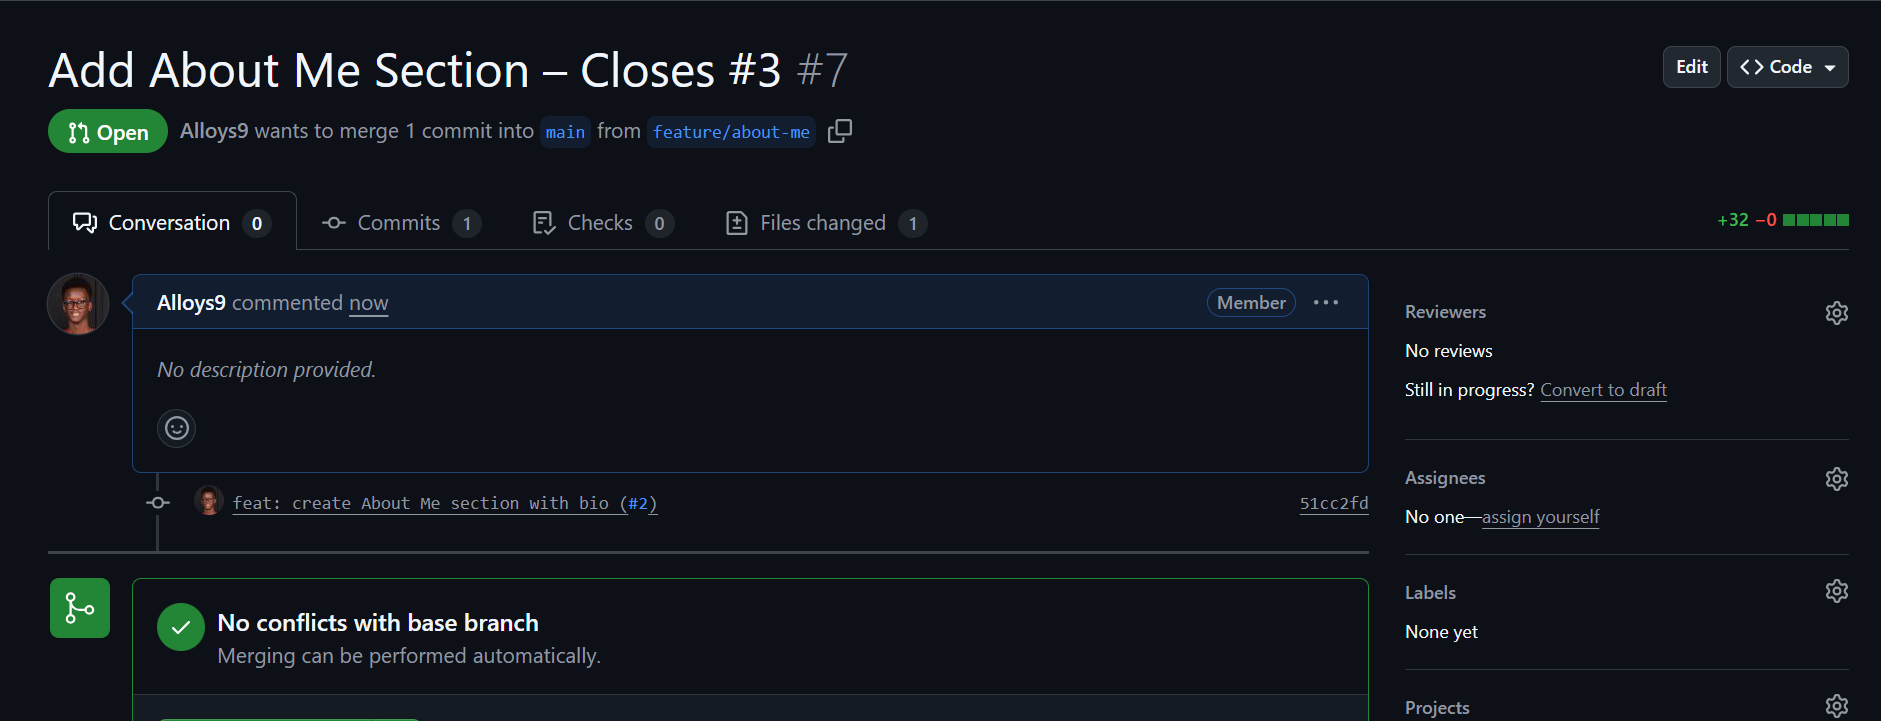 Add About Me Section – Closes #3 #7
Edit
Code
Open
Alloys9 wants to merge 1 commit into main from feature/about-me
Conversation 0
Commits 1
Checks 0
Files changed 1
+32 −0
Alloys9 commented now
Member
No description provided.
feat: create About Me section with bio (#2)
51cc2fd
No conflicts with base branch
Merging can be performed automatically.
Reviewers
No reviews
Still in progress? Convert to draft
Assignees
No one—assign yourself
Labels
None yet
Projects